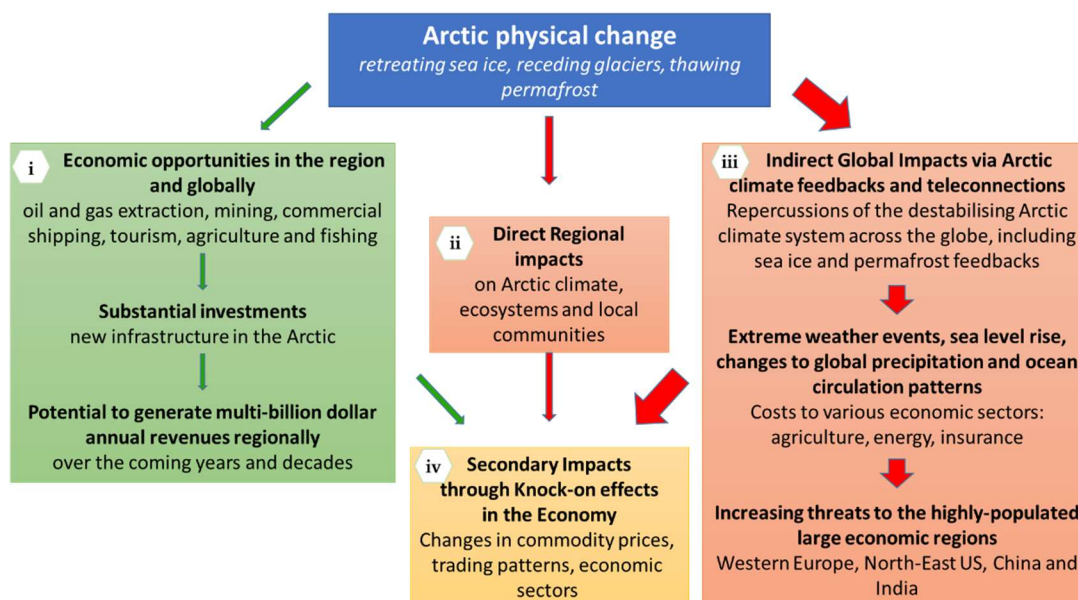 Arctic physical change
retreating sea ice, receding glaciers, thawing
permafrost
i
Economic opportunities in the region
and globally
oil and gas extraction, mining, commercial
shipping, tourism, agriculture and fishing
Substantial investments
new infrastructure in the Arctic
Potential to generate multi-billion dollar
annual revenues regionally
over the coming years and decades
ii
Direct Regional
impacts
on Arctic climate,
ecosystems and local
communities
iii
Indirect Global Impacts via Arctic
climate feedbacks and teleconnections
Repercussions of the destabilising Arctic
climate system across the globe, including
sea ice and permafrost feedbacks
Extreme weather events, sea level rise,
changes to global precipitation and ocean
circulation patterns
Costs to various economic sectors:
agriculture, energy, insurance
Increasing threats to the highly-populated
large economic regions
Western Europe, North-East US, China and
India
iv
Secondary Impacts
through Knock-on effects
in the Economy
Changes in commodity prices,
trading patterns, economic
sectors